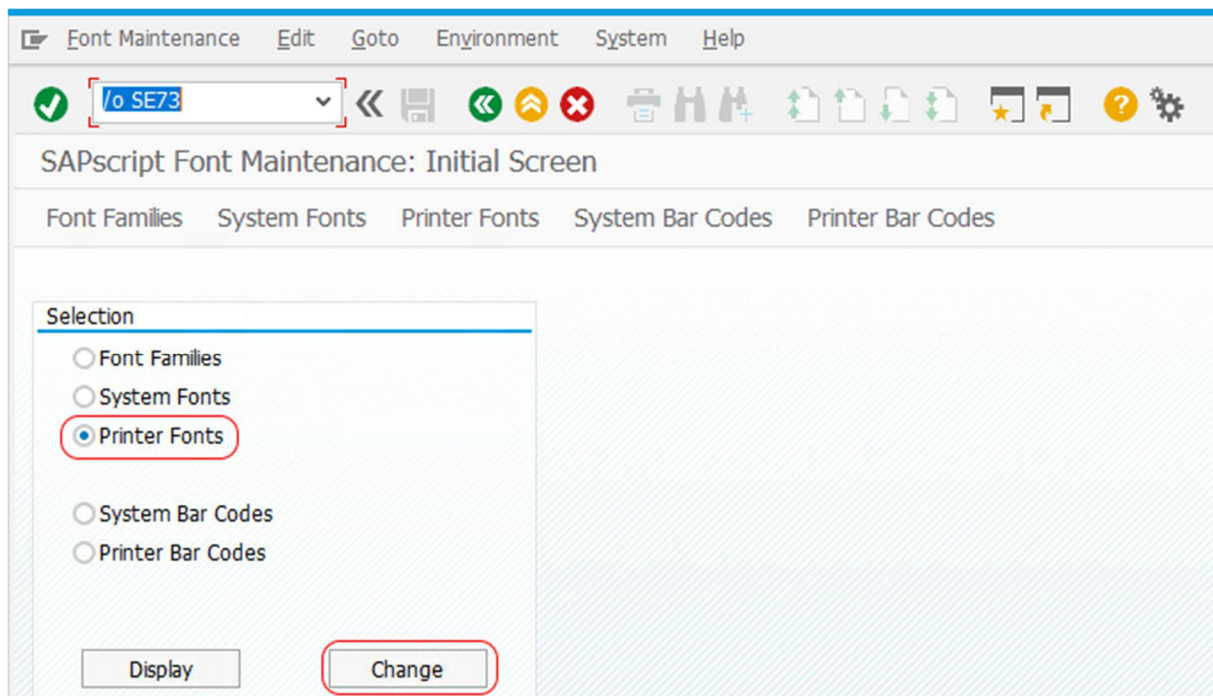 Font Maintenance Edit Goto Environment System Help
/o SE73
SAPscript Font Maintenance: Initial Screen
Font Families System Fonts Printer Fonts System Bar Codes Printer Bar Codes
Selection
Font Families
System Fonts
Printer Fonts
System Bar Codes
Printer Bar Codes
Display Change